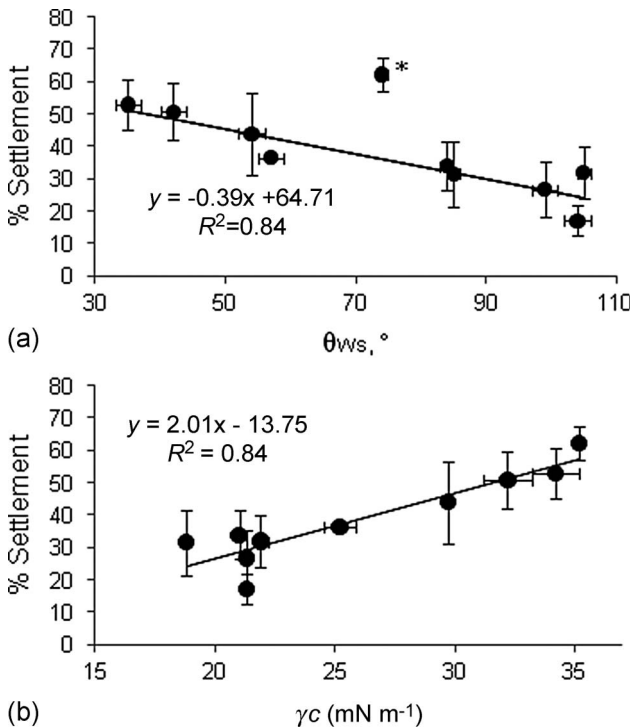 80
70
60
50
40
30
20
10
0
% Settlement
*
y = -0.39x +64.71
R²=0.84
30 50 70 90 110
(a)
θws, °
80
70
60
50
40
30
20
10
0
% Settlement
y = 2.01x - 13.75
R² = 0.84
15 20 25 30 35
(b)
γc (mN m⁻¹)